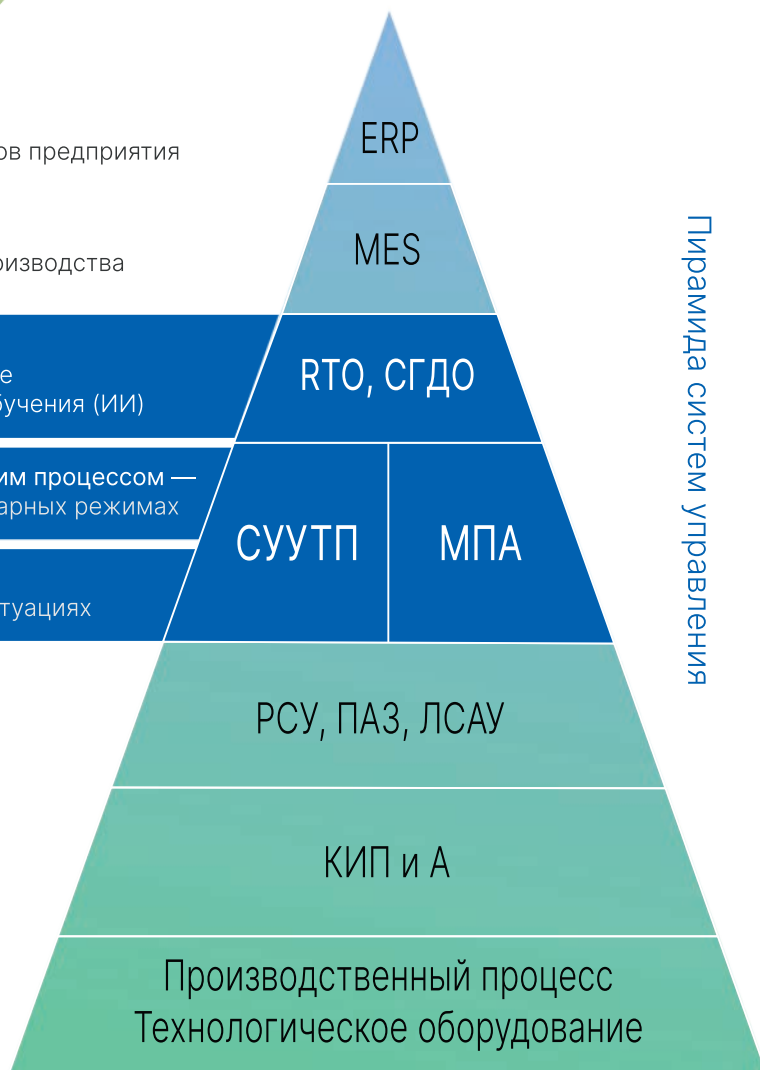 ERP
ов предприятия
MES
оизводства
RTO, СГДО
е
бучения (ИИ)
им процессом —
арных режимах
СУУТП
МПА
туациях
РСУ, ПАЗ, ЛСАУ
КИП и А
Производственный процесс
Технологическое оборудование
Пирамида систем управления